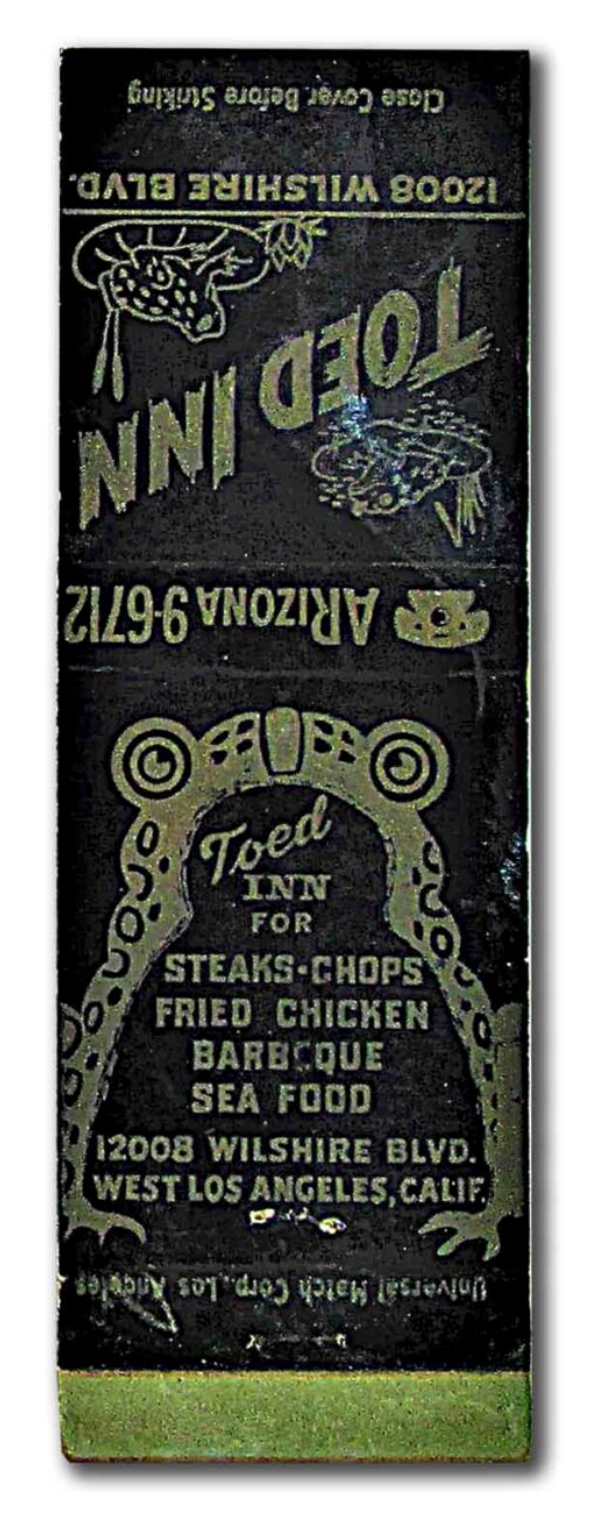 Close Cover Before Striking
12008 WILSHIRE BLVD.
TOED INN
ARIZONA 9-6712
Toed
INN
FOR
STEAKS-CHOPS
FRIED CHICKEN
BARBEQUE
SEA FOOD
12008 WILSHIRE BLVD.
WEST LOS ANGELES, CALIF.
Universal Match Corp., Los Angeles